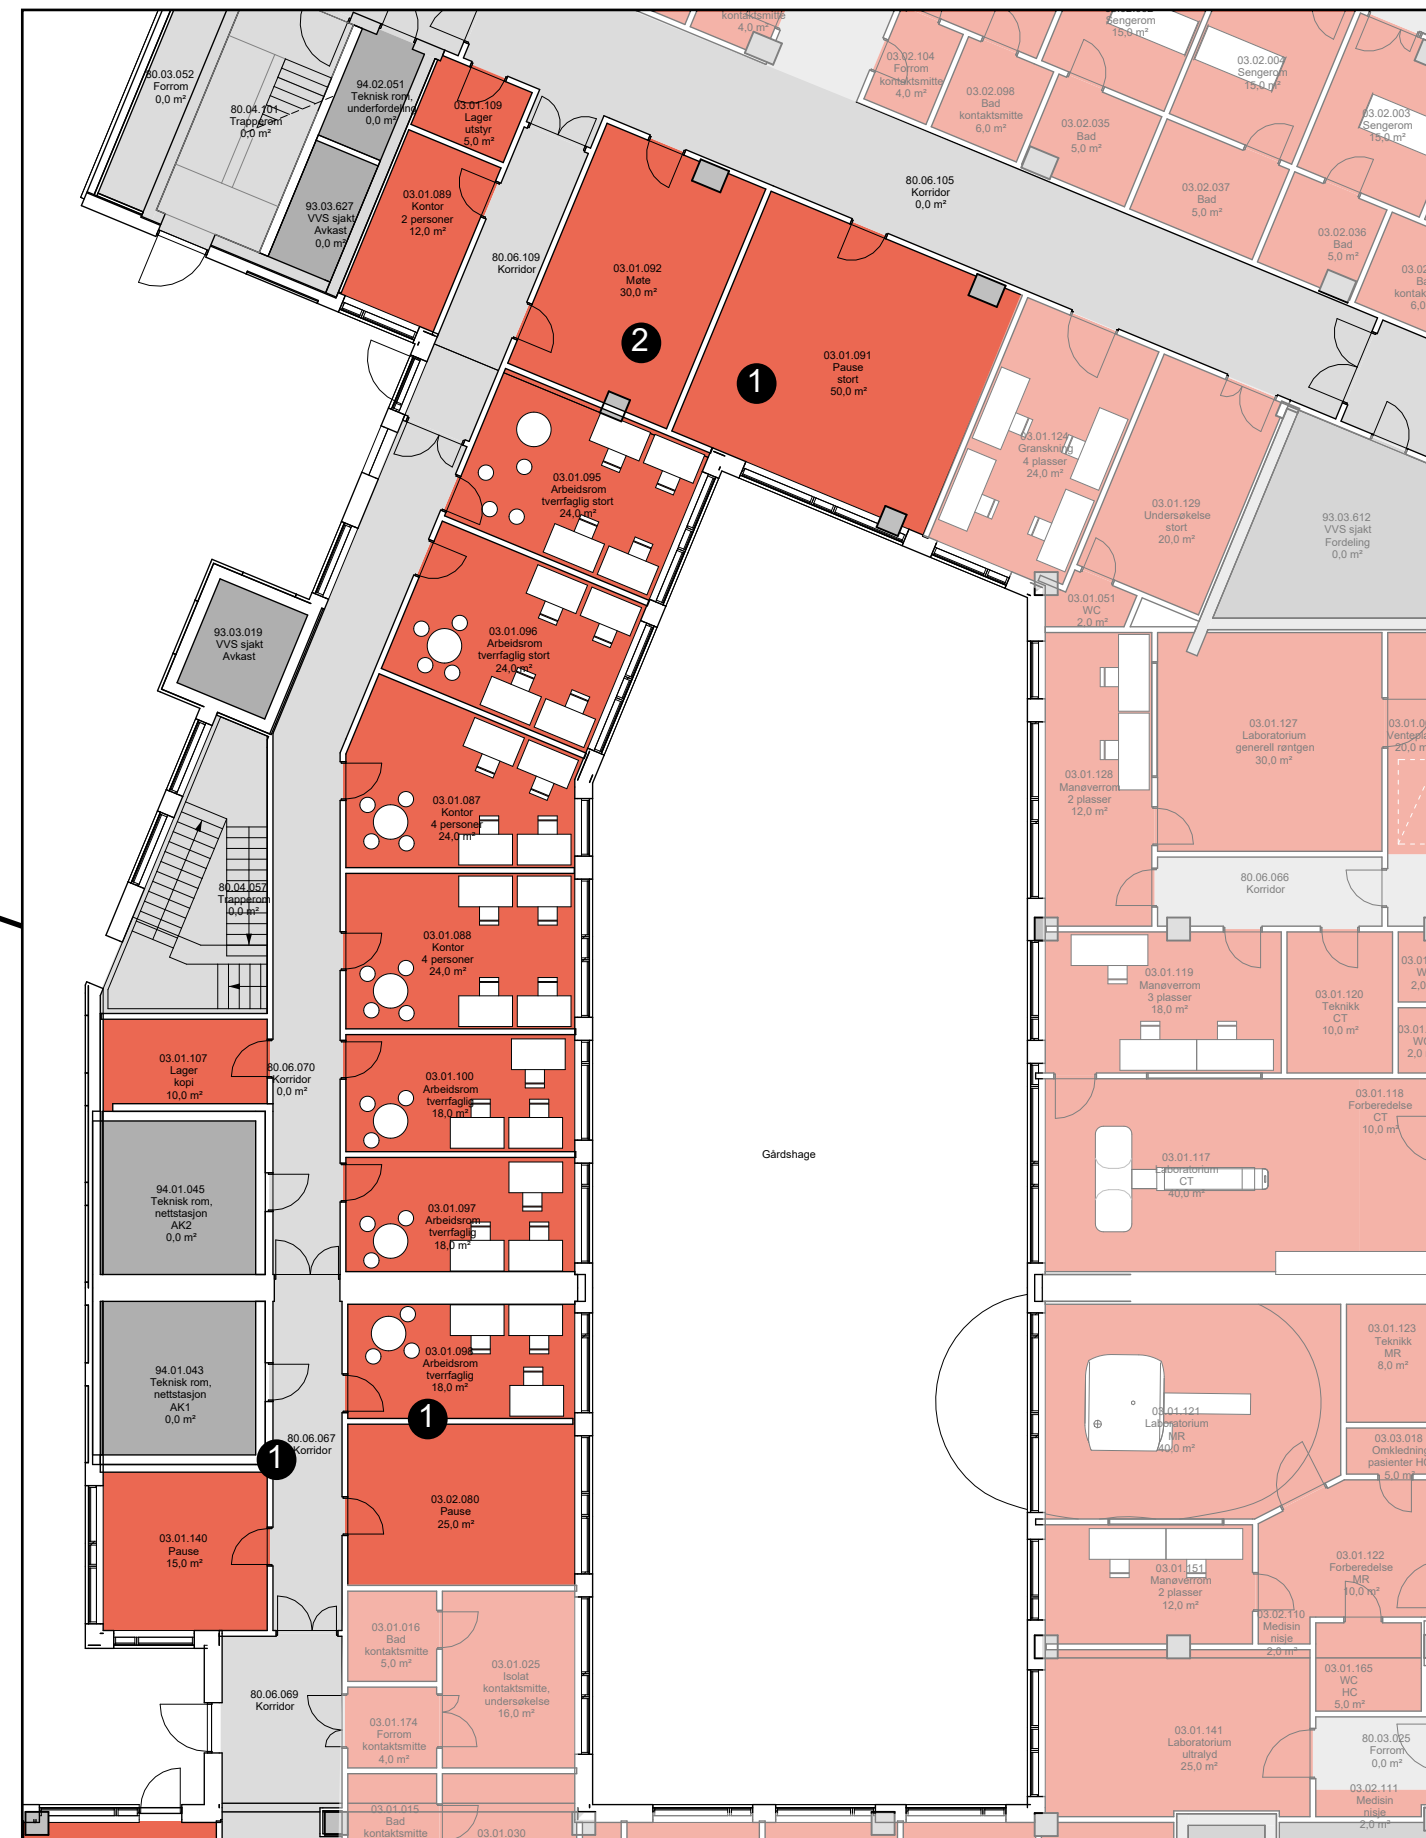 kontaktsmitte
4,0 m²
Sengerom
15,0 m²
03.02.104
Forrom
kontaktsmitte
4,0 m²
03.02.004
Sengerom
15,0 m²
03.02.098
Bad
kontaktsmitte
6,0 m²
03.02.003
Sengerom
15,0 m²
03.02.035
Bad
5,0 m²
80.03.052
Forrom
0,0 m²
80.04.101
Trapperom
0,0 m²
94.02.051
Teknisk rom,
underfordeling
0,0 m²
03.01.109
Lager
utstyr
5,0 m²
93.03.627
VVS sjakt
Avkast
0,0 m²
03.01.089
Kontor
2 personer
12,0 m²
80.06.105
Korridor
0,0 m²
03.02.037
Bad
5,0 m²
03.02.036
Bad
5,0 m²
80.06.109
Korridor
03.01.092
Møte
30,0 m²
2
03.01.091
Pause
stort
50,0 m²
1
03.01.124
Granskning
4 plasser
24,0 m²
03.01.129
Undersøkelse
stort
20,0 m²
93.03.612
VVS sjakt
Fordeling
0,0 m²
03.01.095
Arbeidsrom
tverrfaglig stort
24,0 m²
03.01.051
WC
2,0 m²
93.03.019
VVS sjakt
Avkast
03.01.096
Arbeidsrom
tverrfaglig stort
24,0 m²
03.01.127
Laboratorium
generell røntgen
30,0 m²
03.01.128
Manøverrom
2 plasser
12,0 m²
03.01.087
Kontor
4 personer
24,0 m²
80.04.057
Trapperom
0,0 m²
80.06.066
Korridor
03.01.088
Kontor
4 personer
24,0 m²
03.01.119
Manøverrom
3 plasser
18,0 m²
03.01.120
Teknikk
CT
10,0 m²
03.01.107
Lager
kopi
10,0 m²
80.06.070
Korridor
0,0 m²
03.01.100
Arbeidsrom
tverrfaglig
18,0 m²
03.01.118
Forberedelse
CT
10,0 m²
Gårdshage
03.01.117
Laboratorium
CT
40,0 m²
94.01.045
Teknisk rom,
nettstasjon
AK2
0,0 m²
03.01.097
Arbeidsrom
tverrfaglig
18,0 m²
03.01.123
Teknikk
MR
8,0 m²
94.01.043
Teknisk rom,
nettstasjon
AK1
0,0 m²
03.01.098
Arbeidsrom
tverrfaglig
18,0 m²
1
03.01.121
Laboratorium
MR
40,0 m²
80.06.067
Korridor
1
03.03.018
Omkledning
pasienter HC
5,0 m²
03.02.080
Pause
25,0 m²
03.01.140
Pause
15,0 m²
03.01.151
Manøverrom
2 plasser
12,0 m²
03.01.122
Forberedelse
MR
10,0 m²
03.02.110
Medisin
nisje
2,0 m²
03.01.016
Bad
kontaktsmitte
5,0 m²
03.01.025
Isolat
kontaktsmitte,
undersøkelse
16,0 m²
03.01.165
WC
HC
5,0 m²
80.06.069
Korridor
03.01.174
Forrom
kontaktsmitte
4,0 m²
03.01.141
Laboratorium
ultralyd
25,0 m²
80.03.025
Forrom
0,0 m²
03.02.111
Medisin
nisje
2,0 m²
03.01.015
Bad
kontaktsmitte
03.01.030